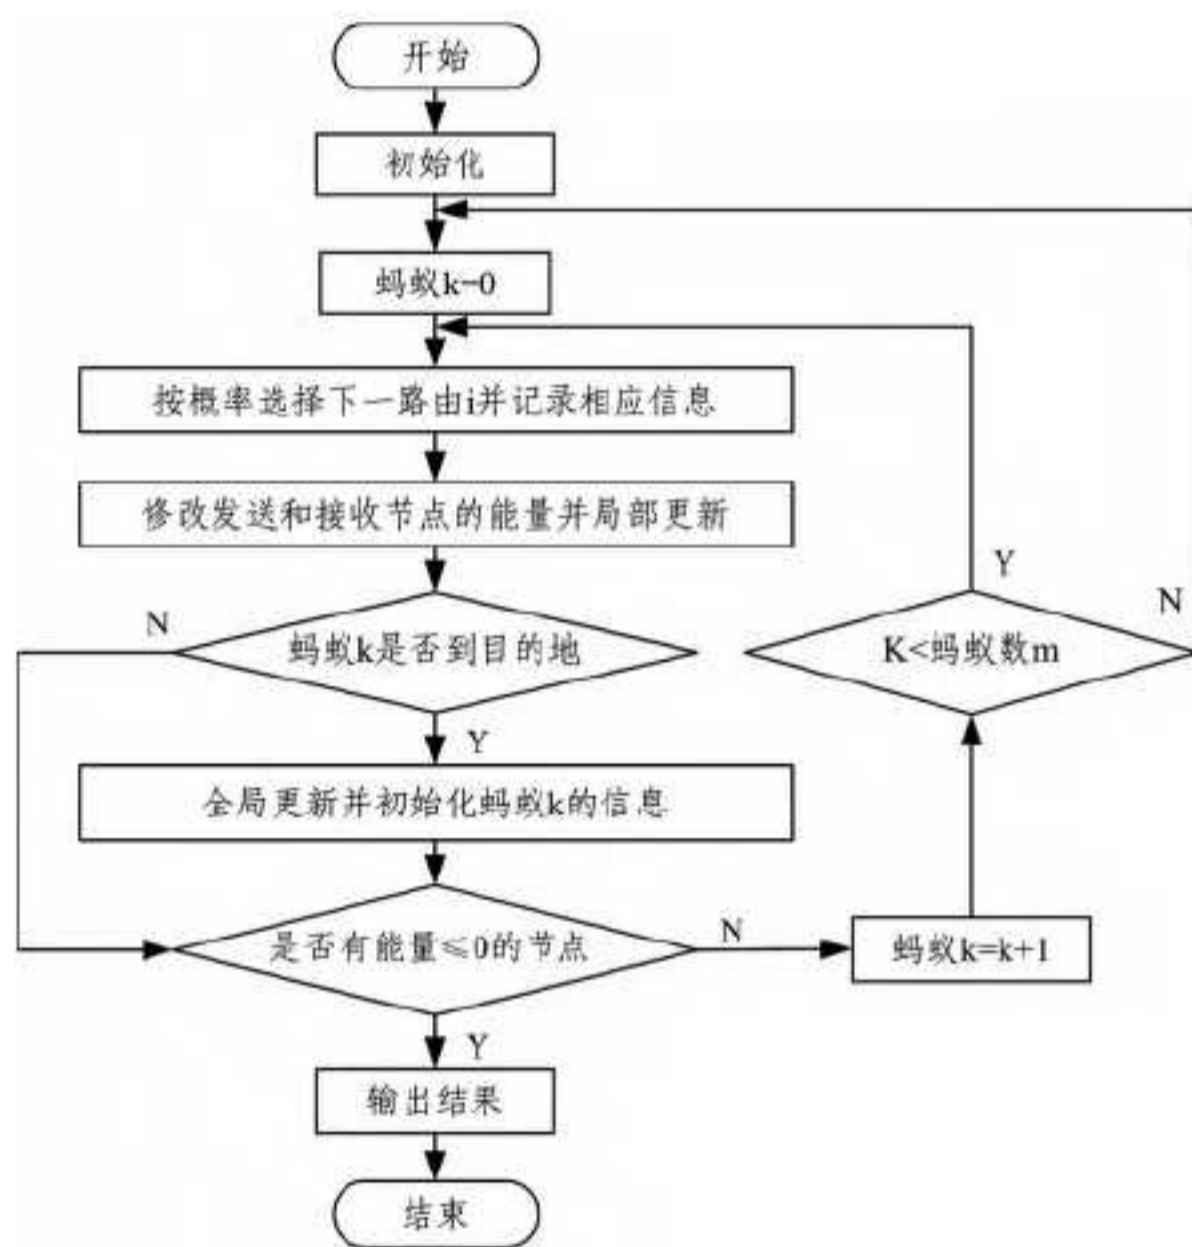 开始
初始化
蚂蚁k=0
按概率选择下一路由i并记录相应信息
修改发送和接收节点的能量并局部更新
Y
N
N
蚂蚁k是否到目的地
K<蚂蚁数m
Y
全局更新并初始化蚂蚁k的信息
是否有能量≤0的节点
N
蚂蚁k=k+1
Y
输出结果
结束